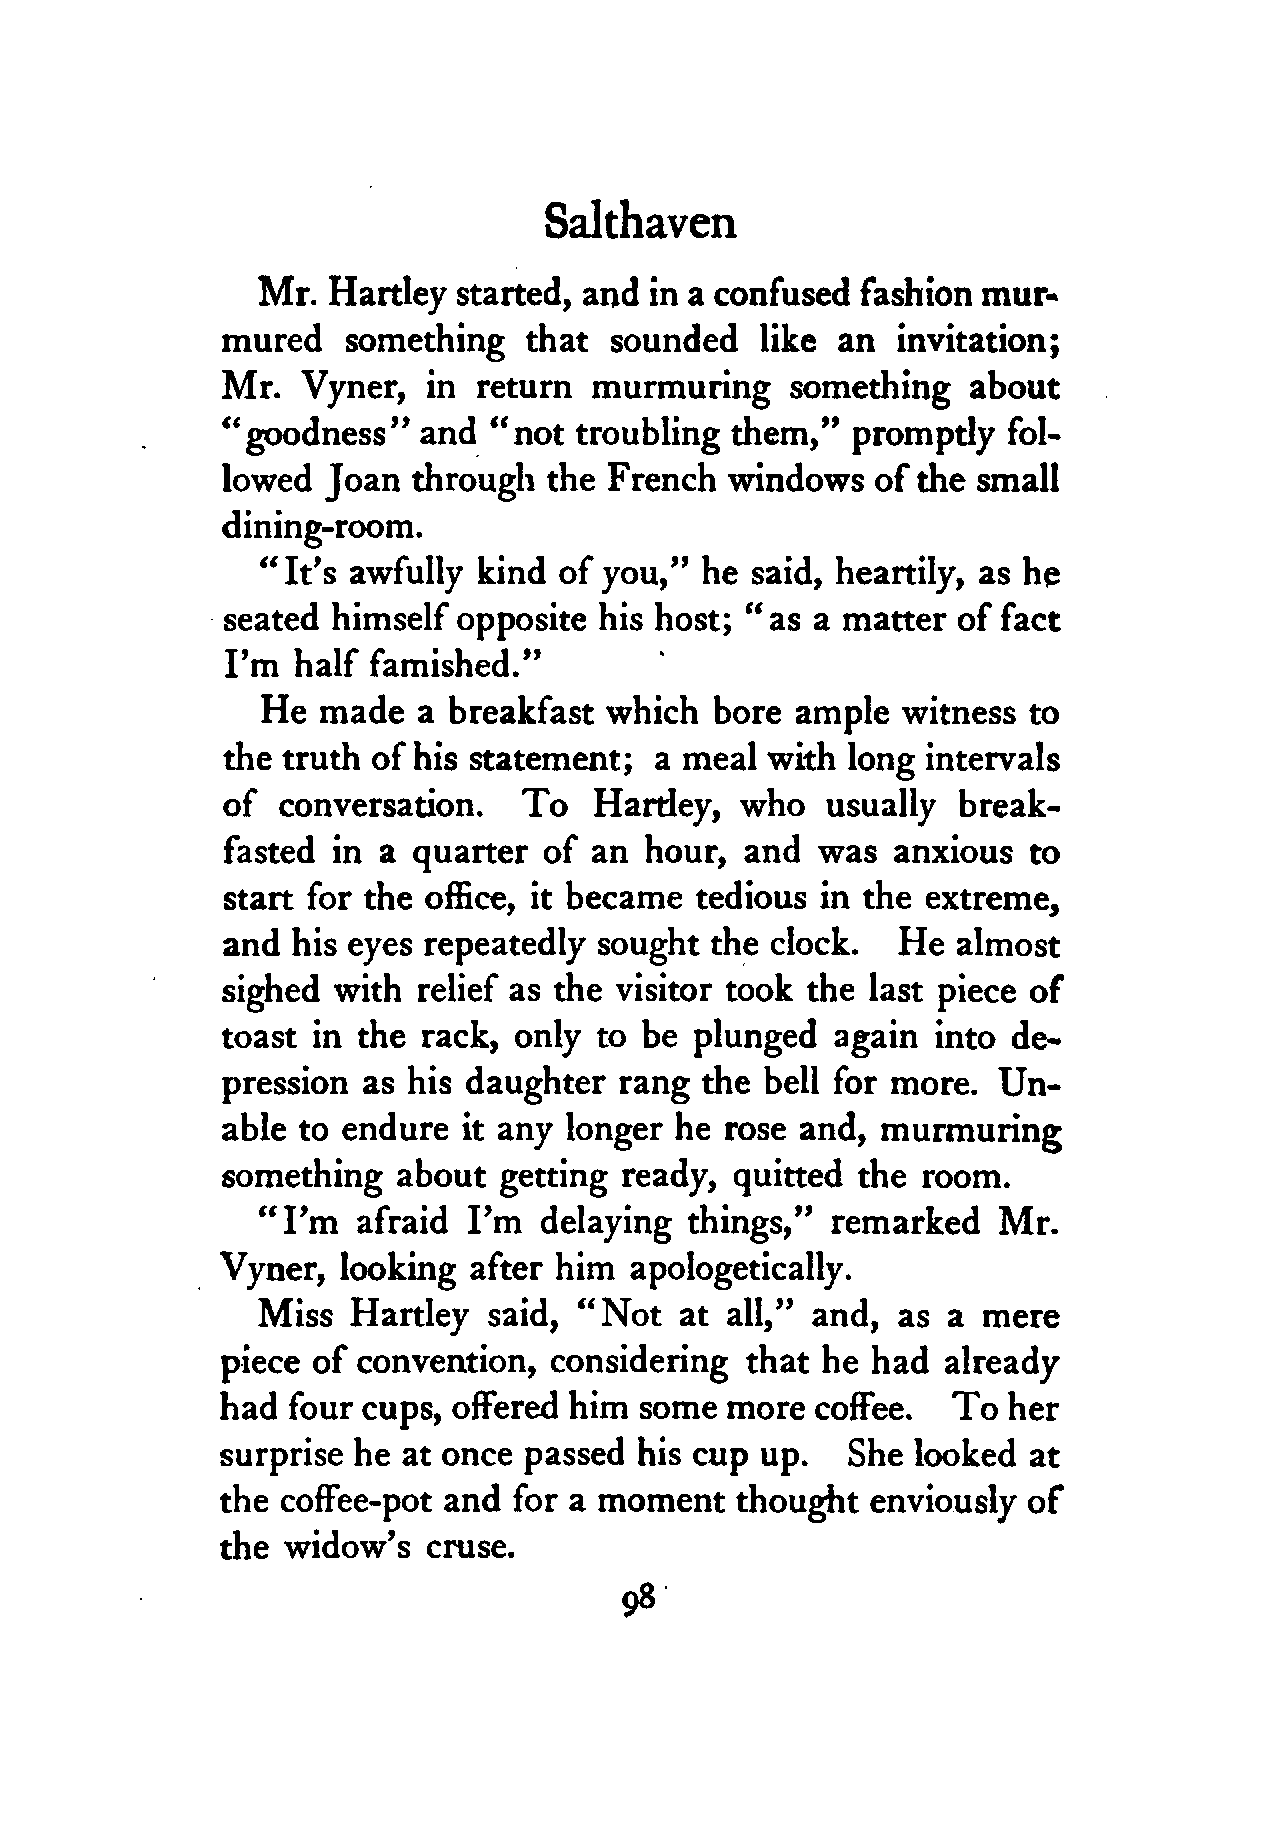 Salthaven
Mr. Hartley started, and in a confused fashion mur-
mured something that sounded like an invitation;
Mr. Vyner, in return murmuring something about
"goodness" and "not troubling them," promptly fol-
lowed Joan through the French windows of the small
dining-room.
"It's awfully kind of you," he said, heartily, as he
seated himself opposite his host; "as a matter of fact
I'm half famished."
He made a breakfast which bore ample witness to
the truth of his statement; a meal with long intervals
of conversation. To Hartley, who usually break-
fasted in a quarter of an hour, and was anxious to
start for the office, it became tedious in the extreme,
and his eyes repeatedly sought the clock. He almost
sighed with relief as the visitor took the last piece of
toast in the rack, only to be plunged again into de-
pression as his daughter rang the bell for more. Un-
able to endure it any longer he rose and, murmuring
something about getting ready, quitted the room.
"I'm afraid I'm delaying things," remarked Mr.
Vyner, looking after him apologetically.
Miss Hartley said, "Not at all," and, as a mere
piece of convention, considering that he had already
had four cups, offered him some more coffee. To her
surprise he at once passed his cup up. She looked at
the coffee-pot and for a moment thought enviously of
the widow's cruse.
98